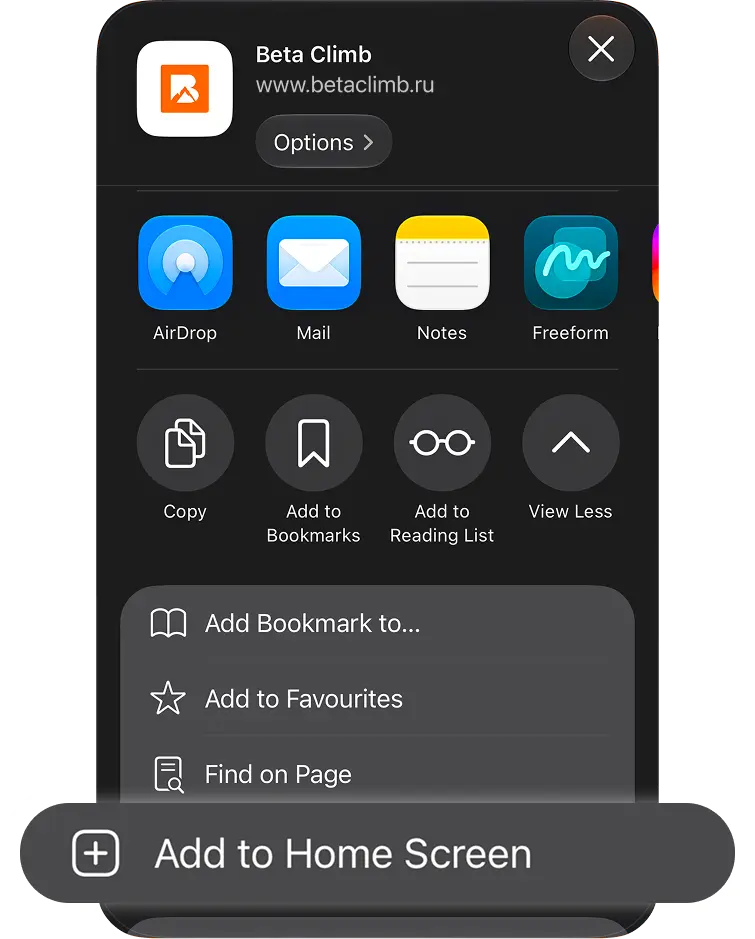 Beta Climb
www.betaclimb.ru
Options
AirDrop
Mail
Notes
Freeform
Copy
Add to
Bookmarks
Add to
Reading List
View Less
Add Bookmark to...
Add to Favourites
Find on Page
Add to Home Screen